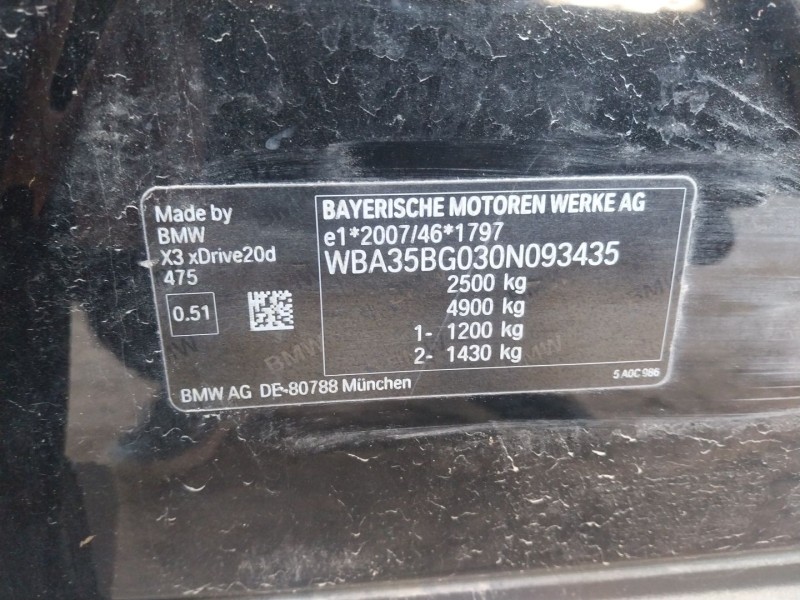 Made by
BMW
X3 xDrive20d
475
0.51
BAYERISCHE MOTOREN WERKE AG
e1*2007/46*1797
WBA35BG030N093435
2500 kg
4900 kg
1- 1200 kg
2- 1430 kg
5 A0C 986
BMW AG DE-80788 München